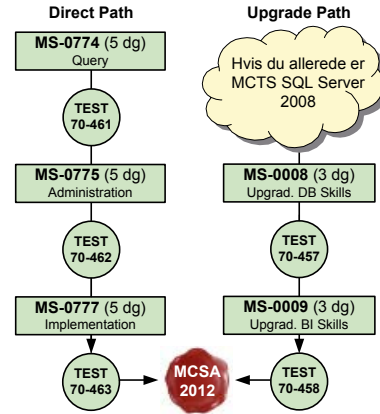 Direct Path
MS-0774 (5 dg)
Query
TEST
70-461
MS-0775 (5 dg)
Administration
TEST
70-462
MS-0777 (5 dg)
Implementation
TEST
70-463
Upgrade Path
Hvis du allerede er
MCTS SQL Server
2008
MS-0008 (3 dg)
Upgrad. DB Skills
TEST
70-457
MS-0009 (3 dg)
Upgrad. BI Skills
TEST
70-458
MCSA
2012